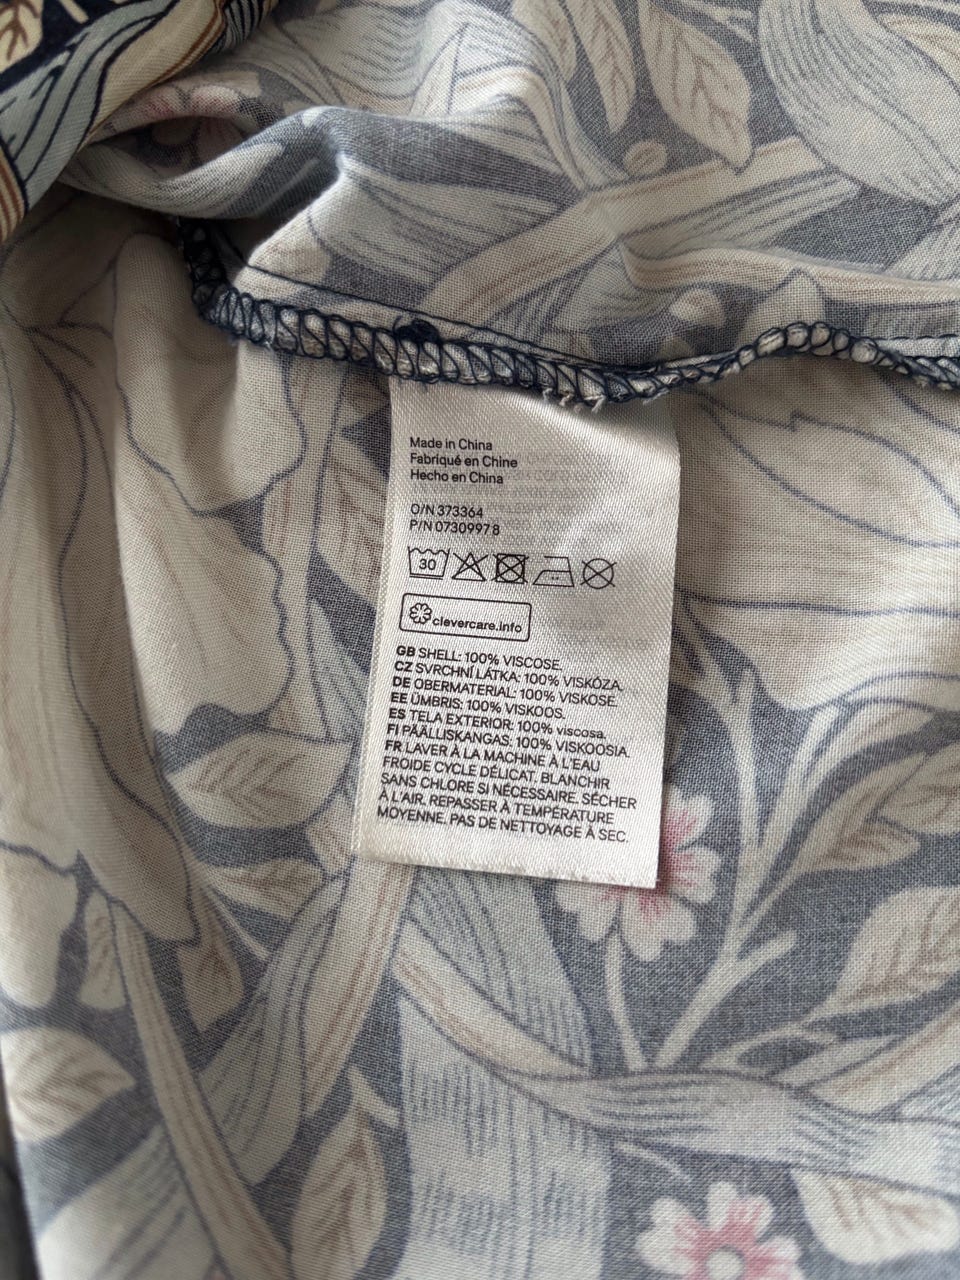 Made in China
Fabriqué en Chine
Hecho en China
O/N 373364
P/N 07309978
30
clevercare.info
GB SHELL: 100% VISCOSE.
CZ SVRCHNÍ LÁTKA: 100% VISKÓZA.
DE OBERMATERIAL: 100% VISKOSE.
EE ÜMBRIS: 100% VISKOOS.
ES TELA EXTERIOR: 100% viscosa.
FI PÄÄLLISKANGAS: 100% VISKOOSIA.
FR LAVER À LA MACHINE À L'EAU
FROIDE CYCLE DÉLICAT. BLANCHIR
SANS CHLORE SI NÉCESSAIRE. SÉCHER
À L'AIR. REPASSER À TEMPÉRATURE
MOYENNE. PAS DE NETTOYAGE À SEC.